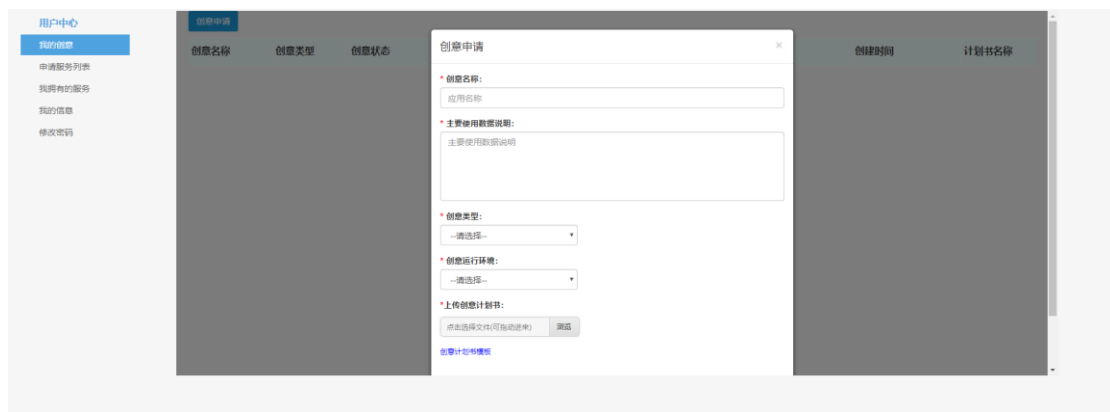 用户中心
我的创意
申请服务列表
我拥有的服务
我的信息
修改密码
创意申请
创意名称 创意类型 创意状态 创建时间 计划书名称
创意申请 ×
* 创意名称:
应用名称
* 主要使用数据说明:
主要使用数据说明
* 创意类型:
--请选择--
* 创意运行环境:
--请选择--
*上传创意计划书:
点击选择文件(可拖动进来) 浏览
创意计划书模板